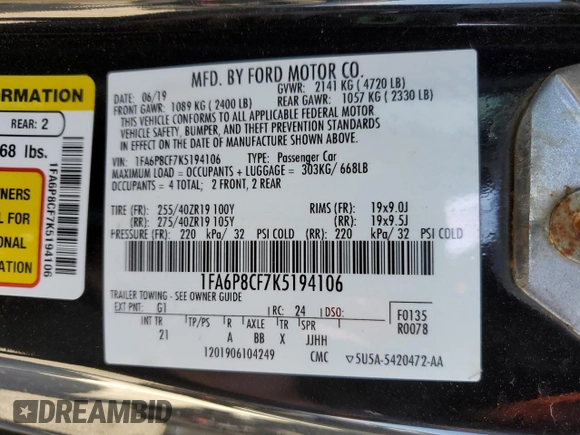 MFD. BY FORD MOTOR CO.
DATE: 06/19
GVWR: 2141 KG ( 4720 LB)
FRONT GAWR: 1089 KG ( 2400 LB)
REAR GAWR: 1057 KG ( 2330 LB)
THIS VEHICLE CONFORMS TO ALL APPLICABLE FEDERAL MOTOR
VEHICLE SAFETY, BUMPER, AND THEFT PREVENTION STANDARDS
IN EFFECT ON THE DATE OF MANUFACTURE SHOWN ABOVE.
VIN: 1FA6P8CF7K5194106 TYPE: Passenger Car
MAXIMUM LOAD = OCCUPANTS + LUGGAGE = 303KG/ 668LB
OCCUPANTS = 4 TOTAL; 2 FRONT, 2 REAR
TIRE (FR): 255/40ZR19 100Y RIMS (FR): 19x9.0J
(RR): 275/40ZR19 105Y (RR): 19x9.5J
PRESSURE (FR): 220 kPa/ 32 PSI COLD (RR): 220 kPa/ 32 PSI COLD
1FA6P8CF7K5194106
TRAILER TOWING - SEE OWNER GUIDE
EXT PNT: G1 RC: 24 DSO:
F0135
R0078
INT TR TP/PS R AXLE TR SPR
21 A BB X JJHH
1201906104249 CMC 5U5A-5420472-AA
ORMATION
REAR: 2
68 lbs.
WNERS
L FOR
ONAL
ION
1FA6P8CF7K5194106
DREAMBID